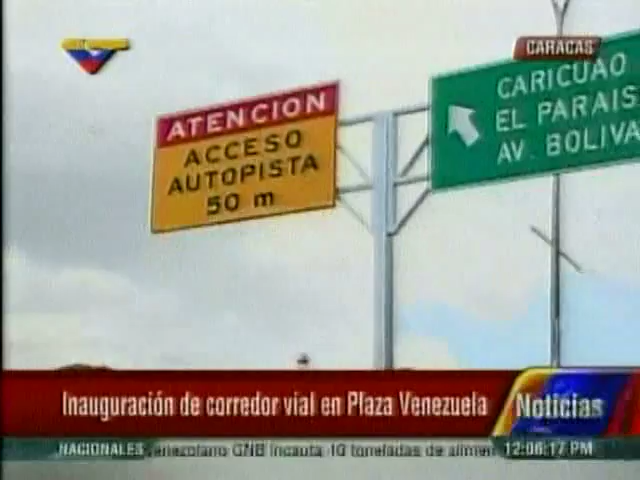 CARACAS
ATENCION
ACCESO
AUTOPISTA
50 m
CARICUAO
EL PARAIS
AV. BOLIVA
Inauguración de corredor vial en Plaza Venezuela
Noticias
NACIONALES enezolano GNB incauta 10 toneladas de alimen 12:06:17 PM